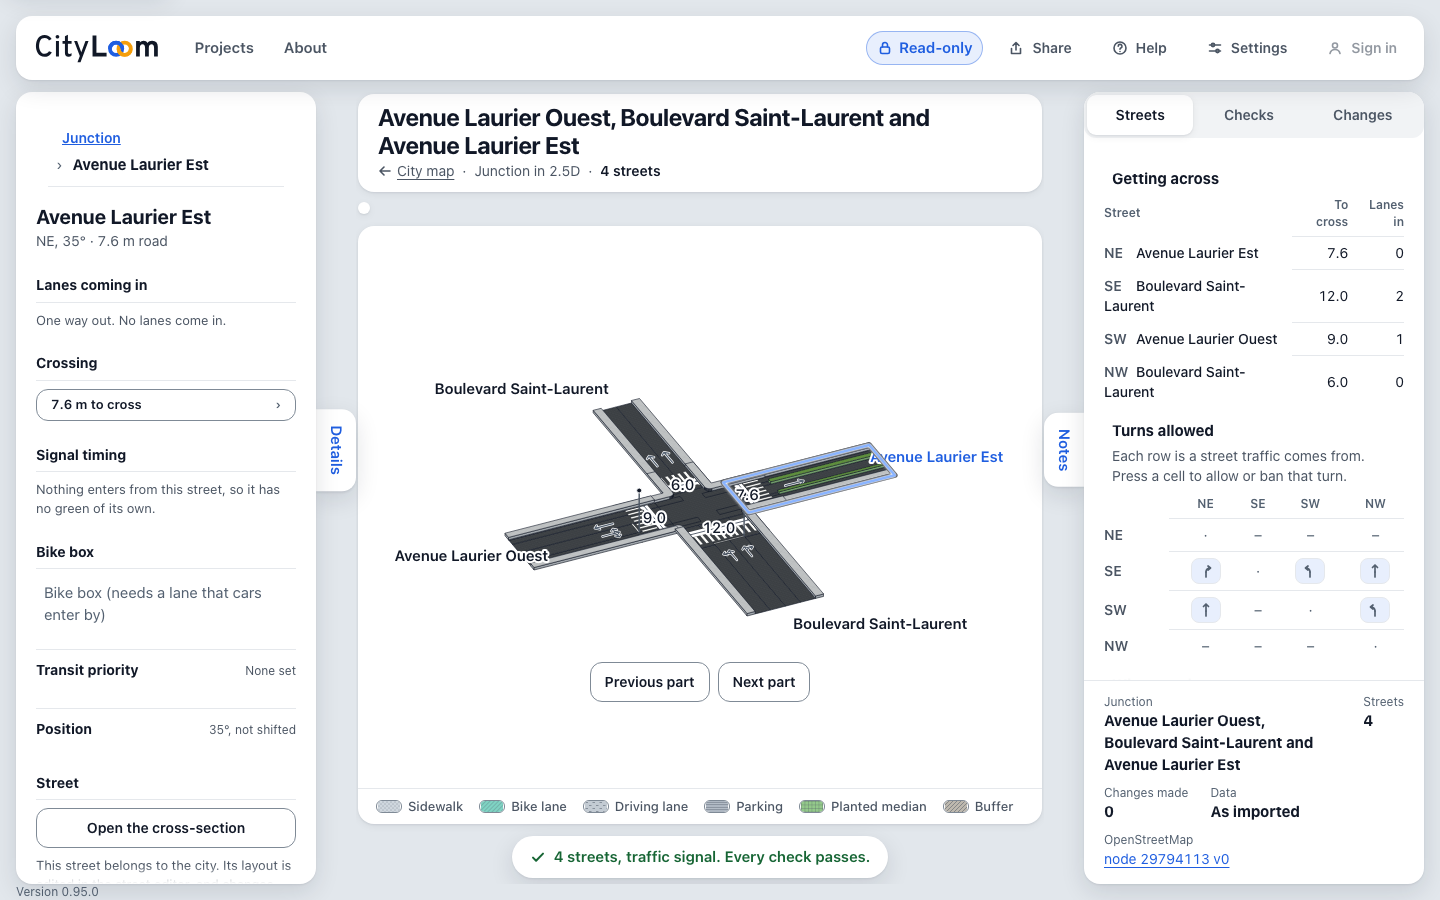 CityLoom
Projects
About
Read-only
Share
Help
Settings
Sign in
Junction
› Avenue Laurier Est
Avenue Laurier Est
NE, 35° · 7.6 m road
Lanes coming in
One way out. No lanes come in.
Crossing
7.6 m to cross ›
Signal timing
Nothing enters from this street, so it has
no green of its own.
Bike box
Bike box (needs a lane that cars
enter by)
Transit priority None set
Position 35°, not shifted
Street
Open the cross-section
This street belongs to the city. Its layout is
Version 0.95.0
Details
Avenue Laurier Ouest, Boulevard Saint-Laurent and
Avenue Laurier Est
← City map · Junction in 2.5D · 4 streets
Boulevard Saint-Laurent
Avenue Laurier Est
6.0
7.6
9.0
12.0
Avenue Laurier Ouest
Boulevard Saint-Laurent
Previous part
Next part
Sidewalk
Bike lane
Driving lane
Parking
Planted median
Buffer
4 streets, traffic signal. Every check passes.
Notes
Streets
Checks
Changes
Getting across
Street To cross Lanes in
NE Avenue Laurier Est 7.6 0
SE Boulevard Saint-
Laurent 12.0 2
SW Avenue Laurier Ouest 9.0 1
NW Boulevard Saint-
Laurent 6.0 0
Turns allowed
Each row is a street traffic comes from.
Press a cell to allow or ban that turn.
NE SE SW NW
NE · – – –
SE ·
SW – ·
NW – – – ·
Junction
Avenue Laurier Ouest,
Boulevard Saint-Laurent and
Avenue Laurier Est
Streets
4
Changes made
0
Data
As imported
OpenStreetMap
node 29794113 v0